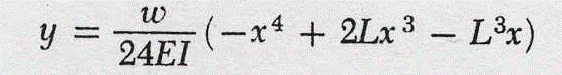 y = w/24EI (−x⁴ + 2Lx³ − L³x)